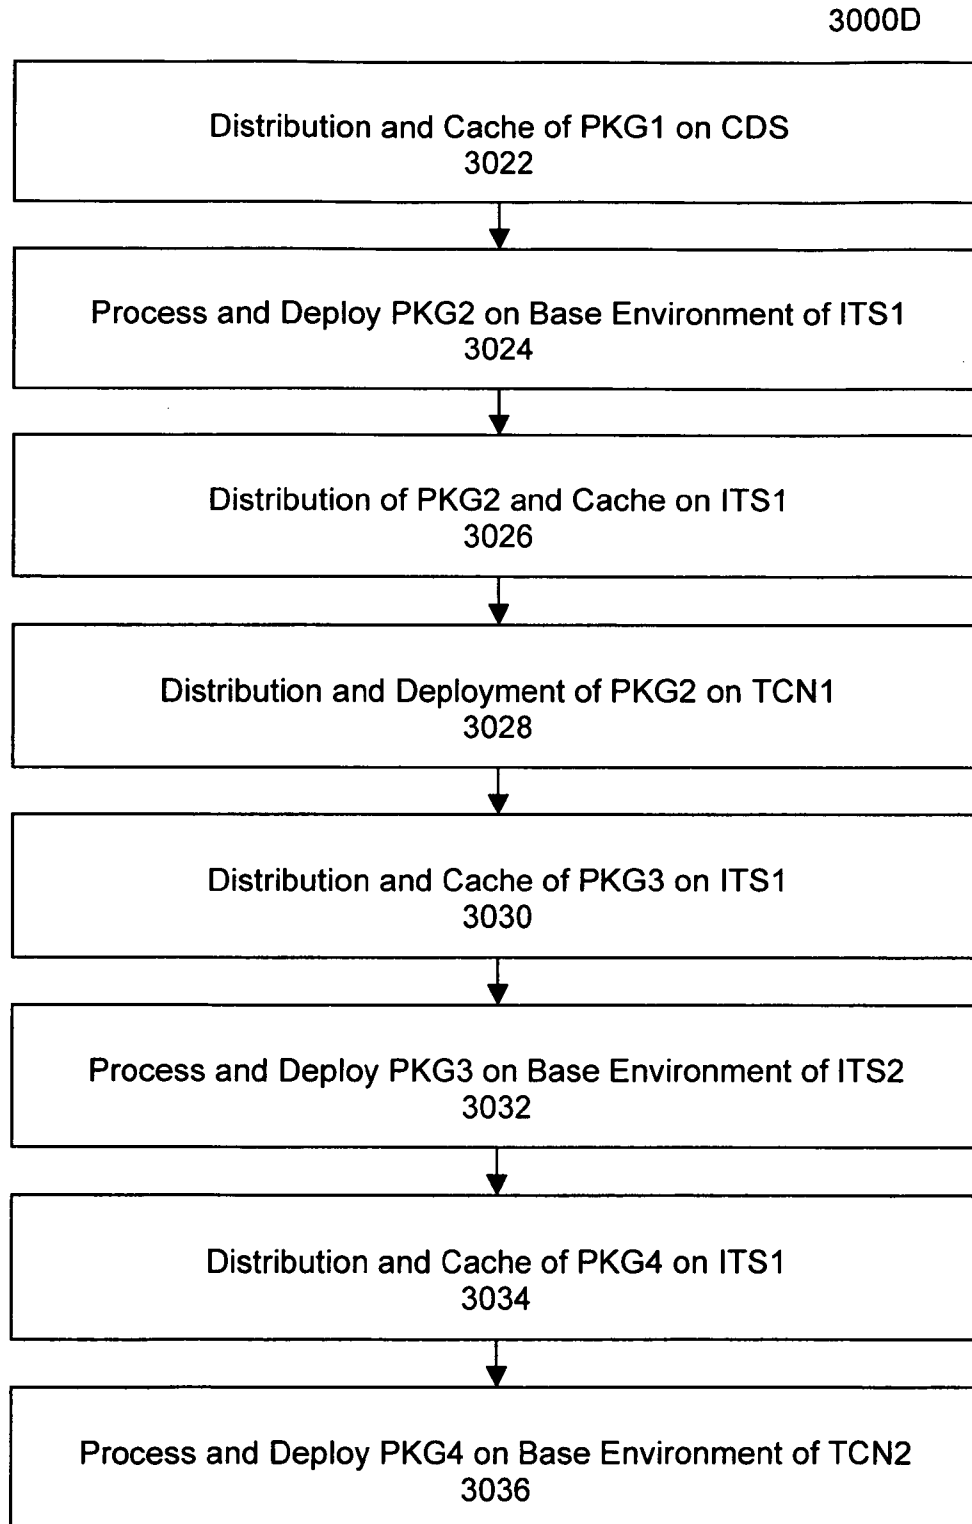 3000D
Distribution and Cache of PKG1 on CDS
3022
Process and Deploy PKG2 on Base Environment of ITS1
3024
Distribution of PKG2 and Cache on ITS1
3026
Distribution and Deployment of PKG2 on TCN1
3028
Distribution and Cache of PKG3 on ITS1
3030
Process and Deploy PKG3 on Base Environment of ITS2
3032
Distribution and Cache of PKG4 on ITS1
3034
Process and Deploy PKG4 on Base Environment of TCN2
3036